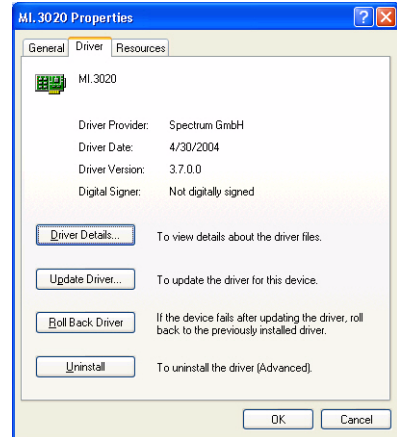 MI.3020 Properties
General Driver Resources
MI.3020
Driver Provider: Spectrum GmbH
Driver Date: 4/30/2004
Driver Version: 3.7.0.0
Digital Signer: Not digitally signed
Driver Details... To view details about the driver files.
Update Driver... To update the driver for this device.
Roll Back Driver If the device fails after updating the driver, roll
back to the previously installed driver.
Uninstall To uninstall the driver (Advanced).
OK Cancel